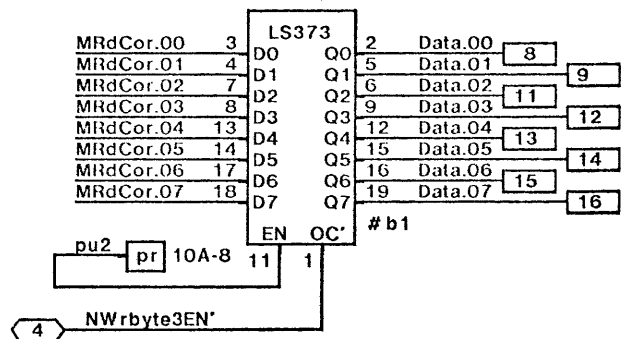 LS373
MRdCor.00 3 D0 Q0 2 Data.00 8
MRdCor.01 4 D1 Q1 5 Data.01 9
MRdCor.02 7 D2 Q2 6 Data.02 11
MRdCor.03 8 D3 Q3 9 Data.03 12
MRdCor.04 13 D4 Q4 12 Data.04 13
MRdCor.05 14 D5 Q5 15 Data.05 14
MRdCor.06 17 D6 Q6 16 Data.06 15
MRdCor.07 18 D7 Q7 19 Data.07 16
EN OC' #b1
pu2 pr 10A-8 11 1
4 NWrbyte3EN'